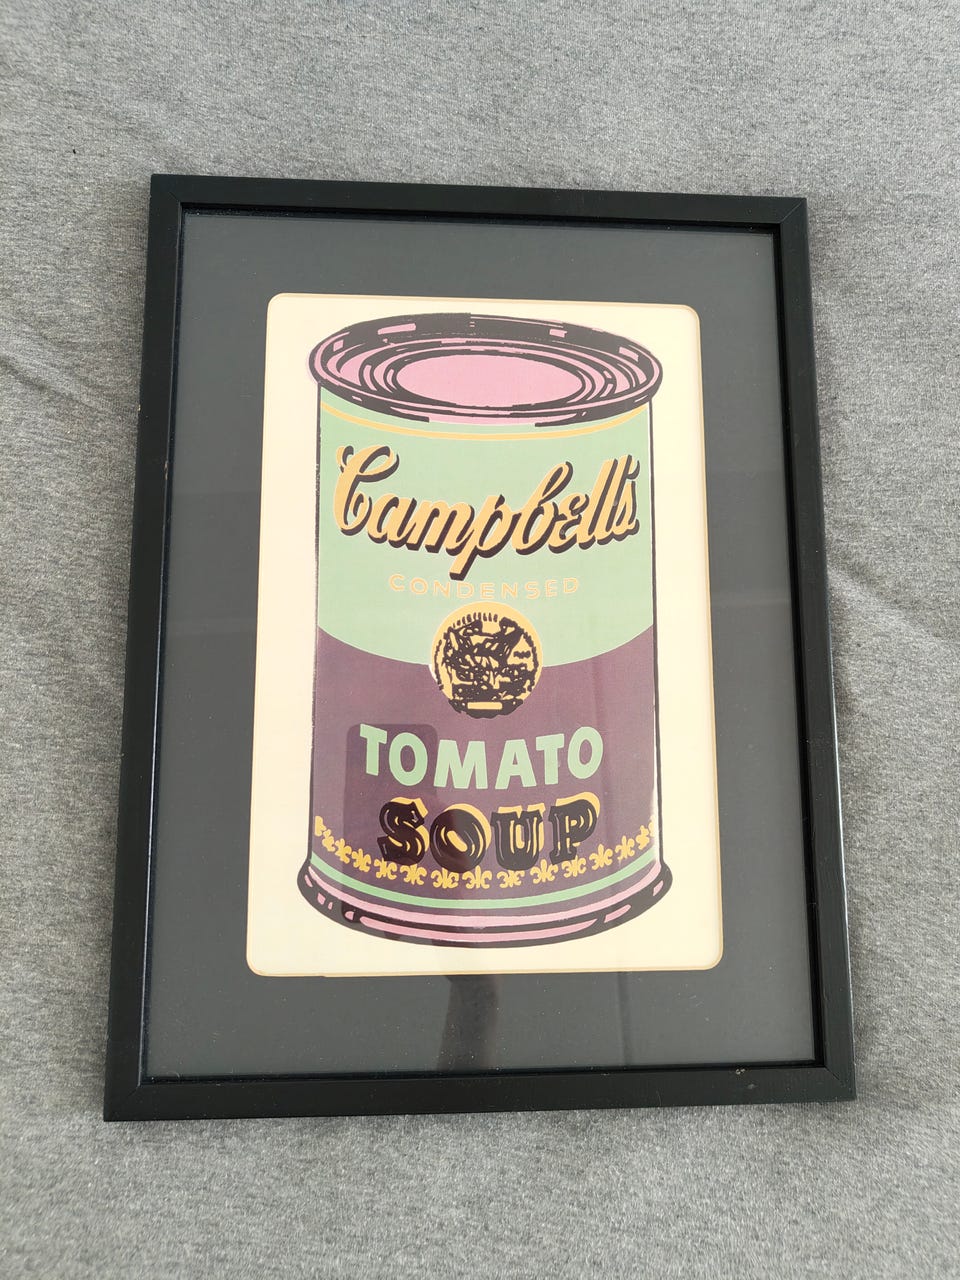 Campbell's
CONDENSED
TOMATO
SOUP